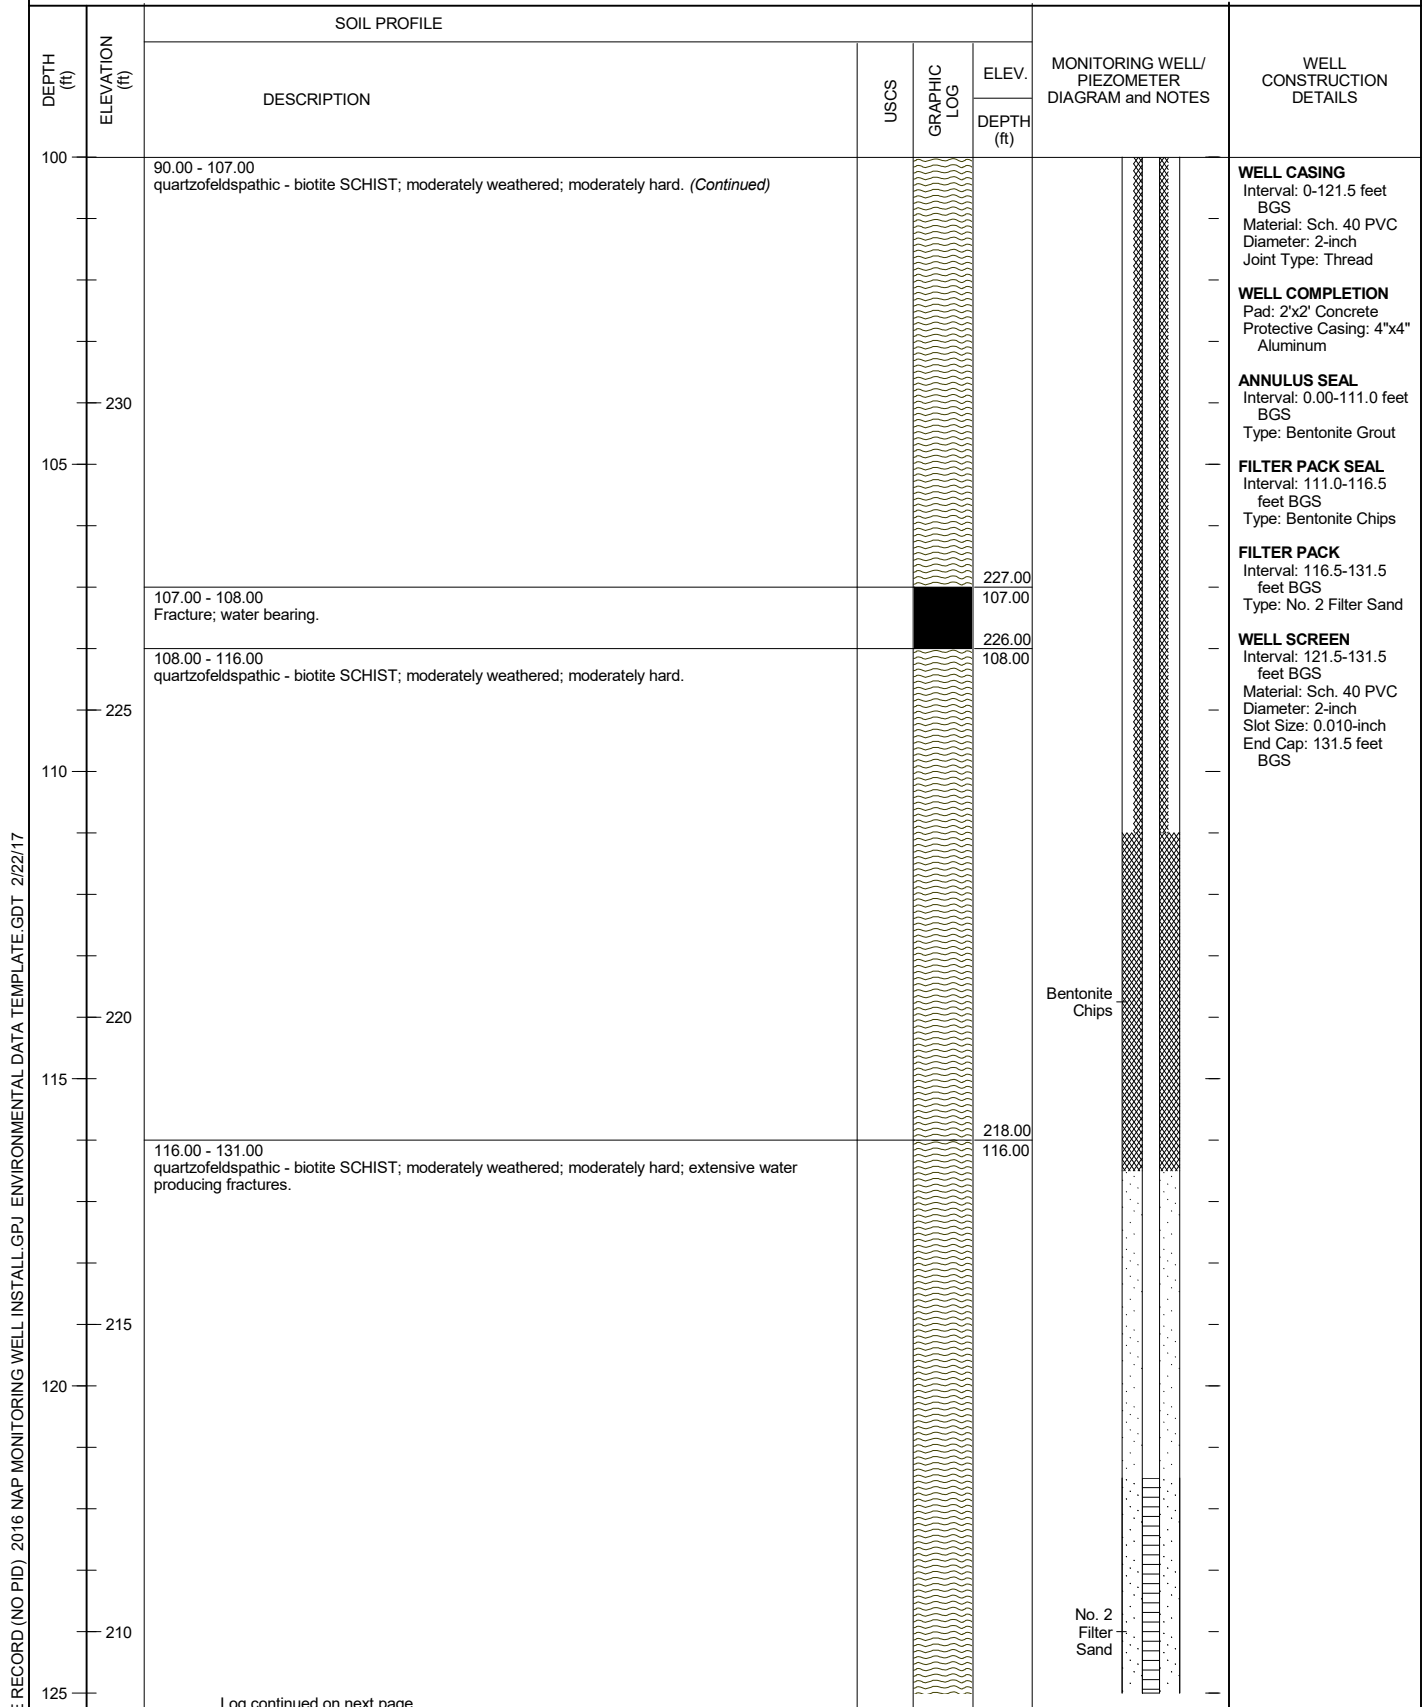 SOIL PROFILE
DEPTH
(ft)
ELEVATION
(ft)
DESCRIPTION
USCS
GRAPHIC
LOG
ELEV.
DEPTH
(ft)
MONITORING WELL/
PIEZOMETER
DIAGRAM and NOTES
WELL
CONSTRUCTION
DETAILS
100
90.00 - 107.00
quartzofeldspathic - biotite SCHIST; moderately weathered; moderately hard. (Continued)
230
105
227.00
107.00 - 108.00
107.00
Fracture; water bearing.
226.00
108.00 - 116.00
108.00
quartzofeldspathic - biotite SCHIST; moderately weathered; moderately hard.
225
110
220
115
218.00
116.00 - 131.00
116.00
quartzofeldspathic - biotite SCHIST; moderately weathered; moderately hard; extensive water
producing fractures.
215
120
210
125
Log continued on next page
Bentonite
Chips
No. 2
Filter
Sand
WELL CASING
Interval: 0-121.5 feet
BGS
Material: Sch. 40 PVC
Diameter: 2-inch
Joint Type: Thread
WELL COMPLETION
Pad: 2'x2' Concrete
Protective Casing: 4"x4"
Aluminum
ANNULUS SEAL
Interval: 0.00-111.0 feet
BGS
Type: Bentonite Grout
FILTER PACK SEAL
Interval: 111.0-116.5
feet BGS
Type: Bentonite Chips
FILTER PACK
Interval: 116.5-131.5
feet BGS
Type: No. 2 Filter Sand
WELL SCREEN
Interval: 121.5-131.5
feet BGS
Material: Sch. 40 PVC
Diameter: 2-inch
Slot Size: 0.010-inch
End Cap: 131.5 feet
BGS
RECORD (NO PID) 2016 NAP MONITORING WELL INSTALL.GPJ ENVIRONMENTAL DATA TEMPLATE.GDT 2/22/17